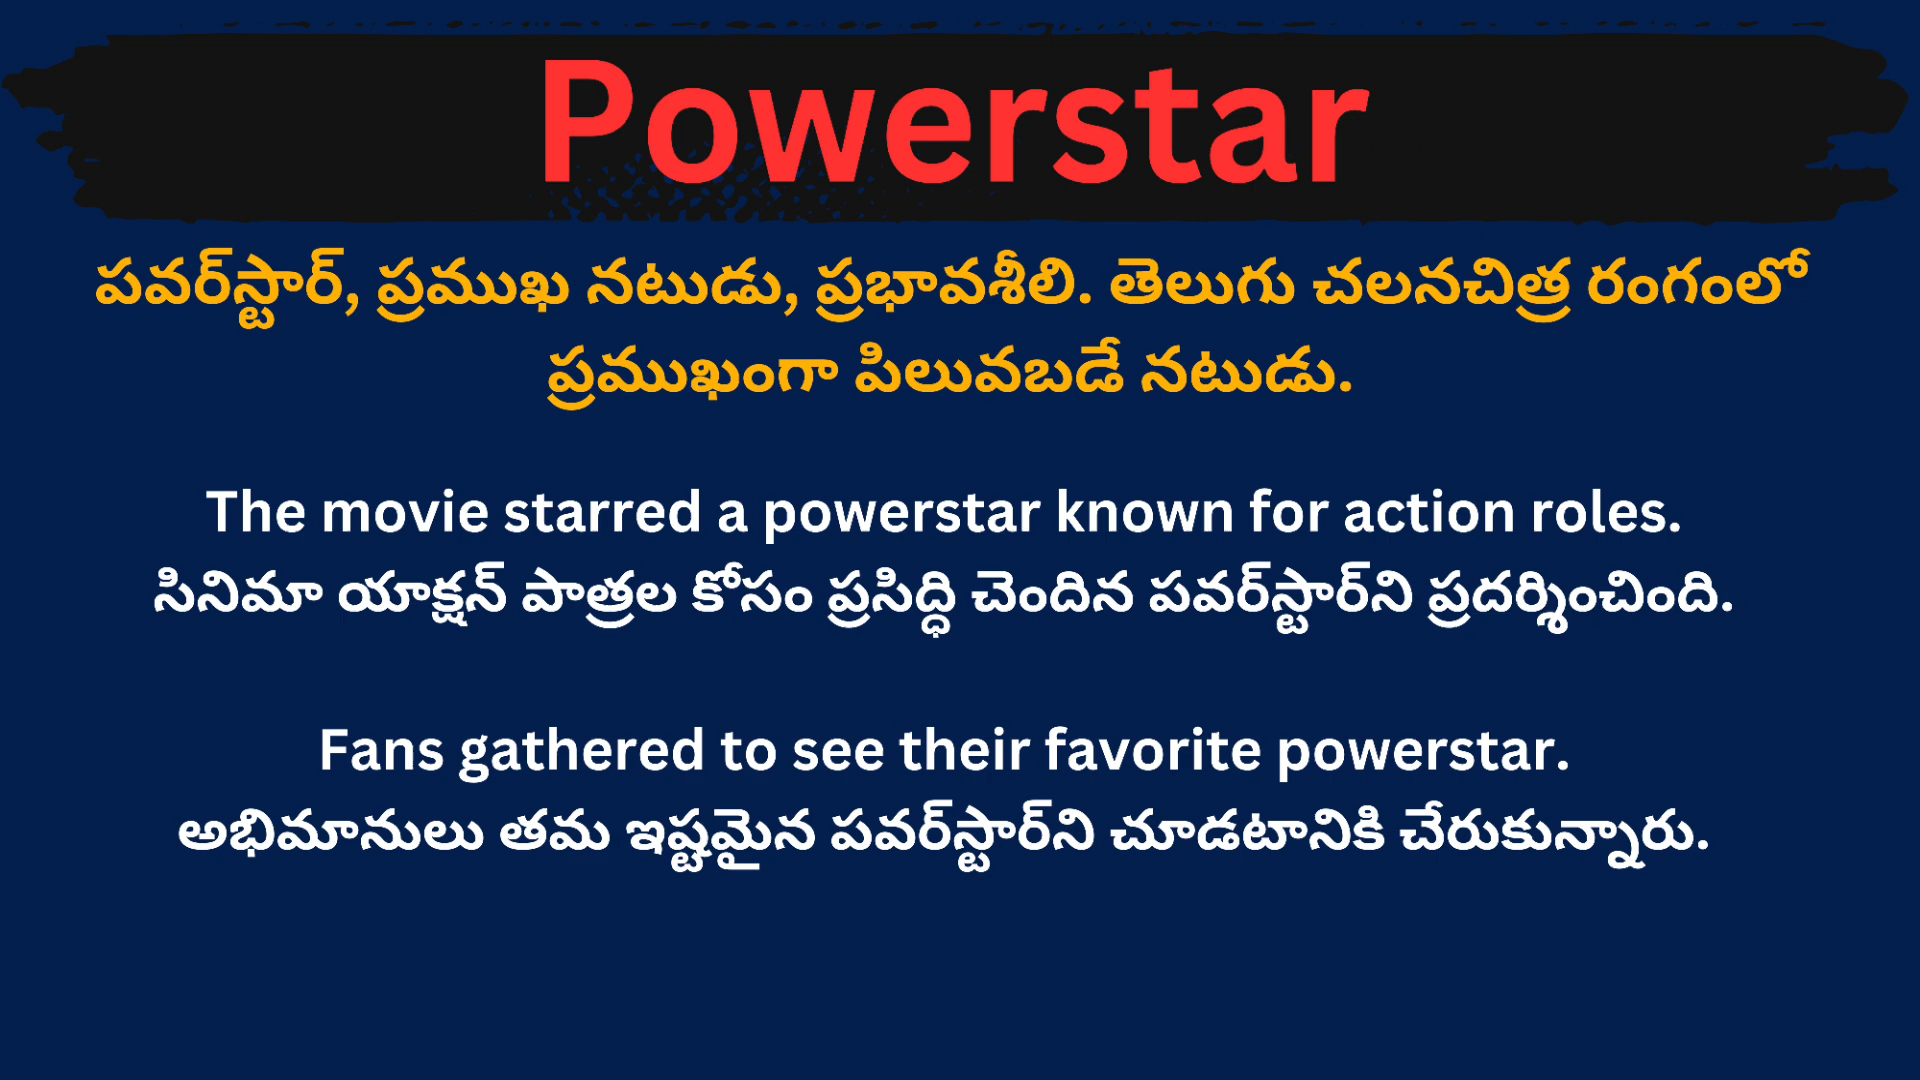 Powerstar
పవర్‌స్టార్, ప్రముఖ నటుడు, ప్రభావశీలి. తెలుగు చలనచిత్ర రంగంలో
ప్రముఖంగా పిలువబడే నటుడు.
The movie starred a powerstar known for action roles.
సినిమా యాక్షన్ పాత్రల కోసం ప్రసిద్ధి చెందిన పవర్‌స్టార్‌ని ప్రదర్శించింది.
Fans gathered to see their favorite powerstar.
అభిమానులు తమ ఇష్టమైన పవర్‌స్టార్‌ని చూడటానికి చేరుకున్నారు.